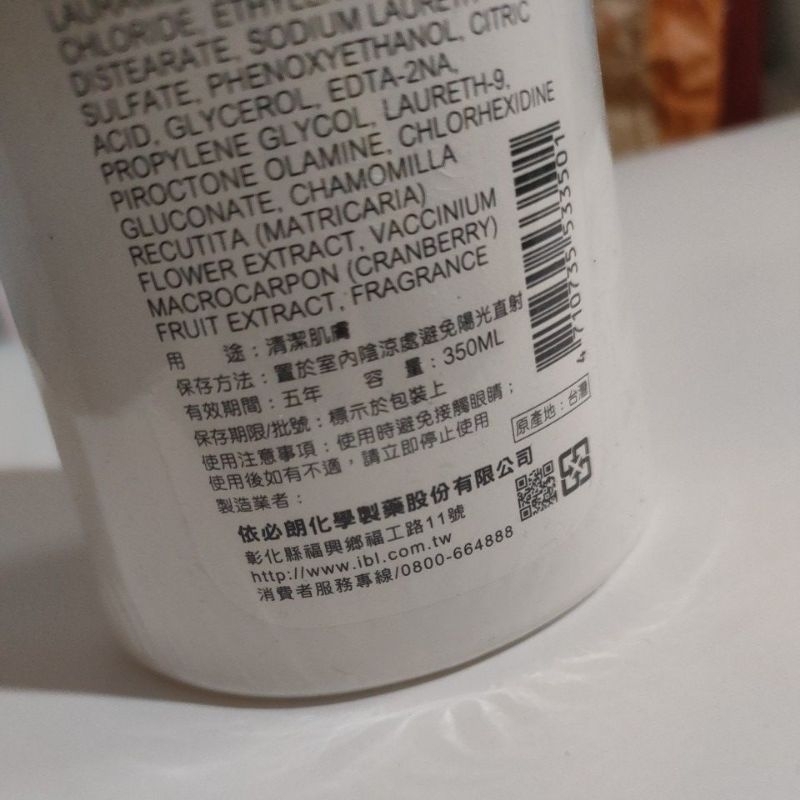 CHLORIDE, ETHYLE
DISTEARATE, SODIUM LAURETH
SULFATE, PHENOXYETHANOL, CITRIC
ACID, GLYCEROL, EDTA-2NA,
PROPYLENE GLYCOL, LAURETH-9,
PIROCTONE OLAMINE, CHLORHEXIDINE
GLUCONATE, CHAMOMILLA
RECUTITA (MATRICARIA)
FLOWER EXTRACT, VACCINIUM
MACROCARPON (CRANBERRY)
FRUIT EXTRACT, FRAGRANCE
用　　途：清潔肌膚
保存方法：置於室內陰涼處避免陽光直射
有效期間：五年　容　量：350ML
保存期限/批號：標示於包裝上
使用注意事項：使用時避免接觸眼睛；
使用後如有不適，請立即停止使用
原產地：台灣
製造業者：
依必朗化學製藥股份有限公司
彰化縣福興鄉福工路11號
http://www.ibl.com.tw
消費者服務專線/0800-664888
4 710735 533501